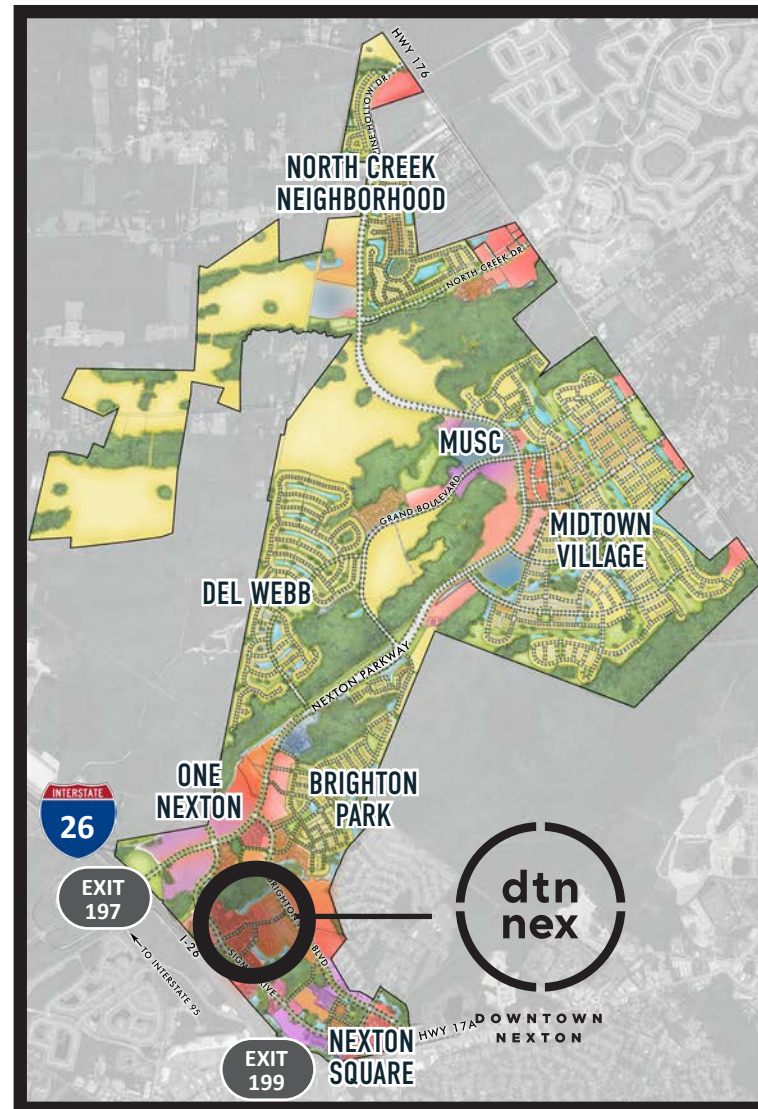 HWY 176
NORTH CREEK
NEIGHBORHOOD
NORTH CREEK DR
MUSC
GRAND BOULEVARD
MIDTOWN
VILLAGE
DEL WEBB
NEXTON PARKWAY
ONE
NEXTON
BRIGHTON
PARK
INTERSTATE
26
EXIT
197
BRIGHTON
BLVD
dtn
nex
I-26
TO INTERSTATE 95
DOWNTOWN
NEXTON
HWY 17A
NEXTON
SQUARE
EXIT
199